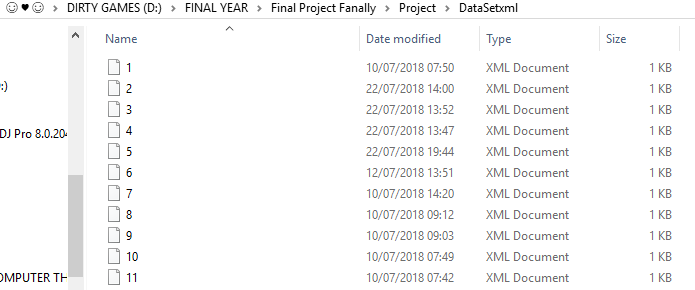 ☺♥☺ > DIRTY GAMES (D:) > FINAL YEAR > Final Project Fanally > Project > DataSetxml
Name Date modified Type Size
1 10/07/2018 07:50 XML Document 1 KB
:)
2 22/07/2018 14:00 XML Document 1 KB
3 22/07/2018 13:52 XML Document 1 KB
DJ Pro 8.0.204
4 22/07/2018 13:47 XML Document 1 KB
5 22/07/2018 19:44 XML Document 1 KB
6 12/07/2018 13:51 XML Document 1 KB
7 10/07/2018 14:20 XML Document 1 KB
8 10/07/2018 09:12 XML Document 1 KB
9 10/07/2018 09:03 XML Document 1 KB
10 10/07/2018 07:49 XML Document 1 KB
OMPUTER TH
11 10/07/2018 07:42 XML Document 1 KB